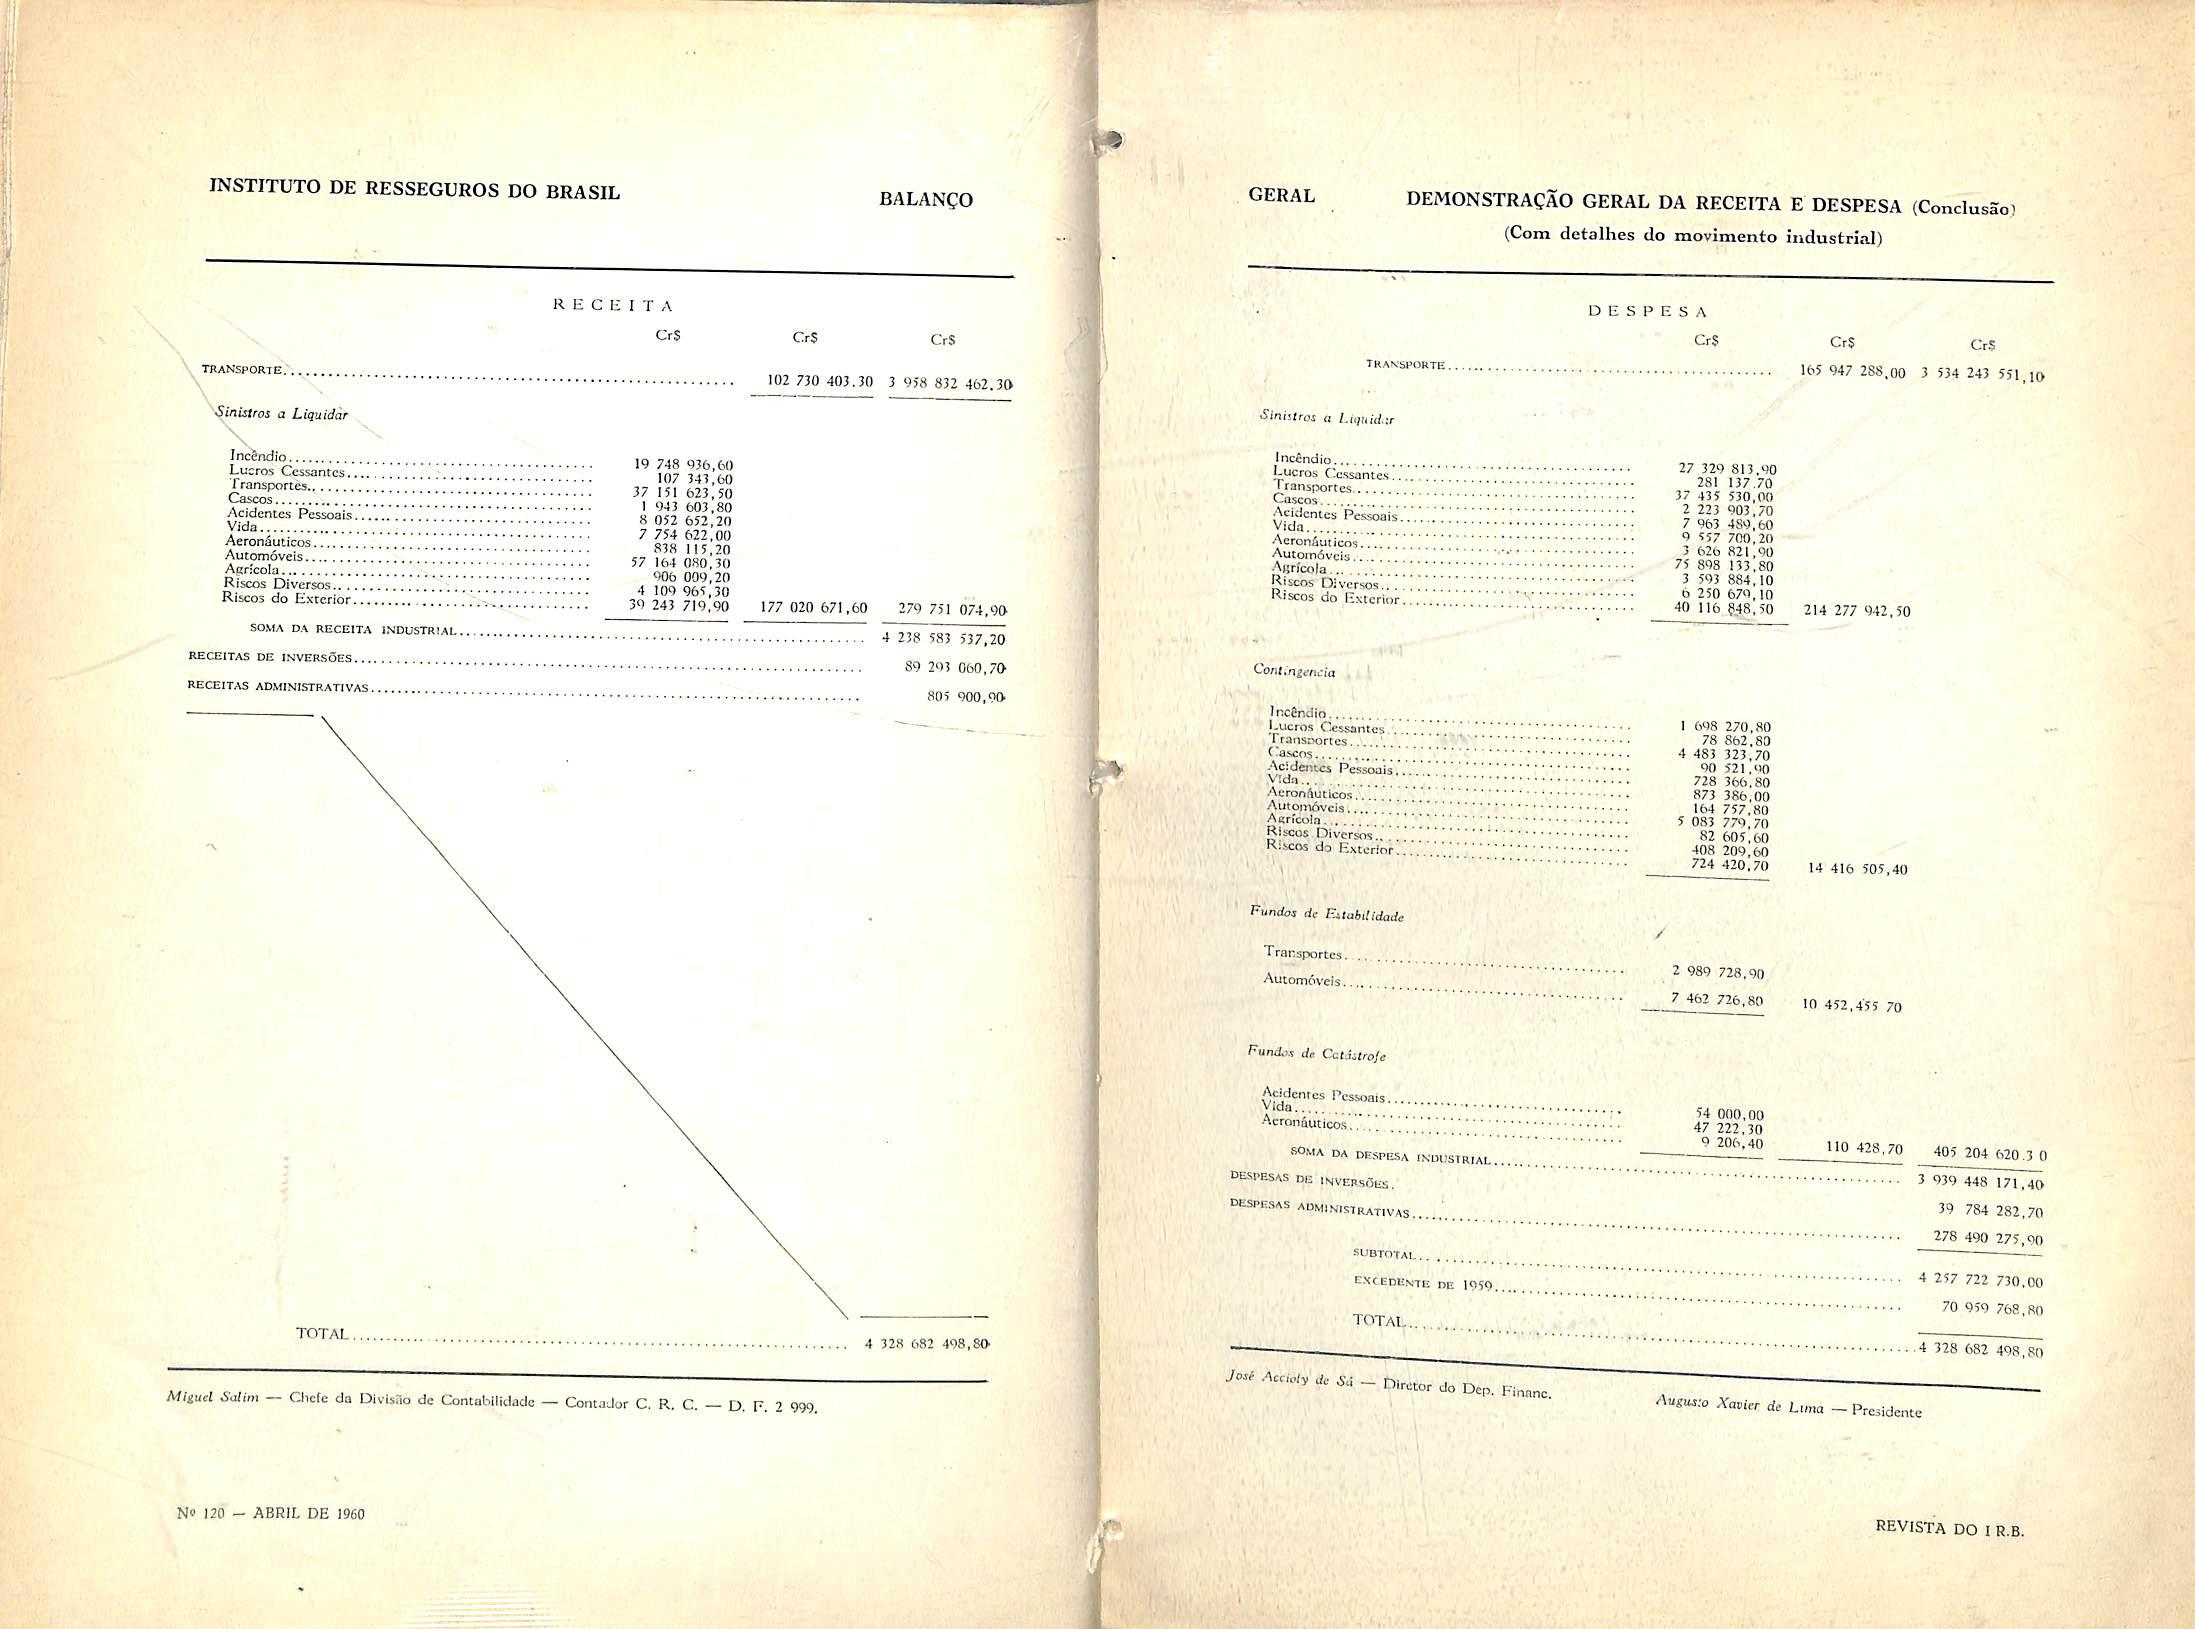 INSTITUTO DE RESSEGUROS DO BRASIL BALANÇO
RECEITA
Cr$ Cr$ Cr$
TRANSPORTE 102 730 403.30 3 958 832 462.30
Sinistros a Liquidar
Incêndio 19 748 936,60
Lucros Cessantes 107 343,60
Transportes 37 151 623,50
Cascos 1 943 603,80
Acidentes Pessoais 8 052 652,20
Vida 7 754 622,00
Aeronáuticos 838 115,20
Automóveis 57 164 080,30
Agrícola 906 009,20
Riscos Diversos 4 109 965,30
Riscos do Exterior 39 243 719,90 177 020 671,60 279 751 074,90
SOMA DA RECEITA INDUSTRIAL 4 238 583 537,20
RECEITAS DE INVERSÕES 89 293 060,70
RECEITAS ADMINISTRATIVAS 805 900,90
TOTAL 4 328 682 498,80
Miguel Salim — Chefe da Divisão de Contabilidade — Contador C. R. C. — D. F. 2 999.
Nº 120 — ABRIL DE 1960
GERAL DEMONSTRAÇÃO GERAL DA RECEITA E DESPESA (Conclusão)
(Com detalhes do movimento industrial)
DESPESA
Cr$ Cr$ Cr$
TRANSPORTE 165 947 288,00 3 534 243 551,10
Sinistros a Liquidar
Incêndio 27 329 813,90
Lucros Cessantes 281 137.70
Transportes 37 435 530,00
Cascos 2 223 903,70
Acidentes Pessoais 7 963 489,60
Vida 9 557 700,20
Aeronáuticos 3 626 821,90
Automóveis 75 898 133,80
Agrícola 3 593 884,10
Riscos Diversos 6 250 679,10
Riscos do Exterior 40 116 848,50 214 277 942,50
Contingencia
Incêndio 1 698 270,80
Lucros Cessantes 78 862,80
Transportes 4 483 323,70
Cascos 90 521,90
Acidentes Pessoais 728 366,80
Vida 873 386,00
Aeronáuticos 164 757,80
Automóveis 5 083 779,70
Agrícola 82 605,60
Riscos Diversos 408 209,60
Riscos do Exterior 724 420,70 14 416 505,40
Fundos de Estabilidade
Transportes 2 989 728,90
Automóveis 7 462 726,80 10 452,455 70
Fundos de Catástrofe
Acidentes Pessoais 54 000,00
Vida 47 222,30
Aeronáuticos 9 206,40 110 428,70 405 204 620.3 0
SOMA DA DESPESA INDUSTRIAL 3 939 448 171,40
DESPESAS DE INVERSÕES. 39 784 282,70
DESPESAS ADMINISTRATIVAS 278 490 275,90
SUBTOTAL 4 257 722 730,00
EXCEDENTE DE 1959 70 959 768,80
TOTAL 4 328 682 498,80
José Accioly de Sá — Diretor do Dep. Financ. Augusto Xavier de Lima — Presidente
REVISTA DO I R.B.